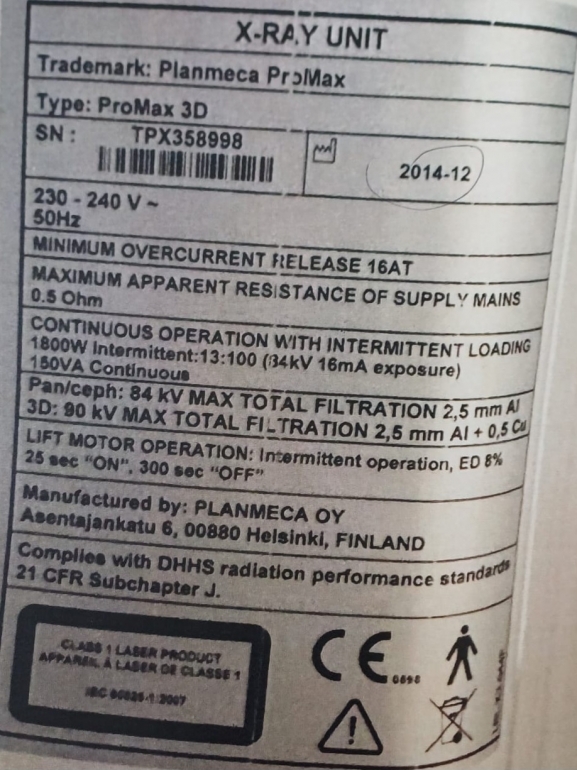 X-RAY UNIT
Trademark: Planmeca ProMax
Type: ProMax 3D
SN : TPX358998
2014-12
230 - 240 V ~
50Hz
MINIMUM OVERCURRENT RELEASE 16AT
MAXIMUM APPARENT RESISTANCE OF SUPPLY MAINS
0.5 Ohm
CONTINUOUS OPERATION WITH INTERMITTENT LOADING
1800W Intermittent:13:100 (84kV 16mA exposure)
150VA Continuous
Pan/ceph: 84 kV MAX TOTAL FILTRATION 2,5 mm Al
3D: 90 kV MAX TOTAL FILTRATION 2,5 mm Al + 0,5 Cu
LIFT MOTOR OPERATION: Intermittent operation, ED 8%
25 sec "ON", 300 sec "OFF"
Manufactured by: PLANMECA OY
Asentajankatu 6, 00880 Helsinki, FINLAND
Complies with DHHS radiation performance standards
21 CFR Subchapter J.
CLASS 1 LASER PRODUCT
APPAREIL À LASER DE CLASSE 1
IEC 60825-1:2007
CE